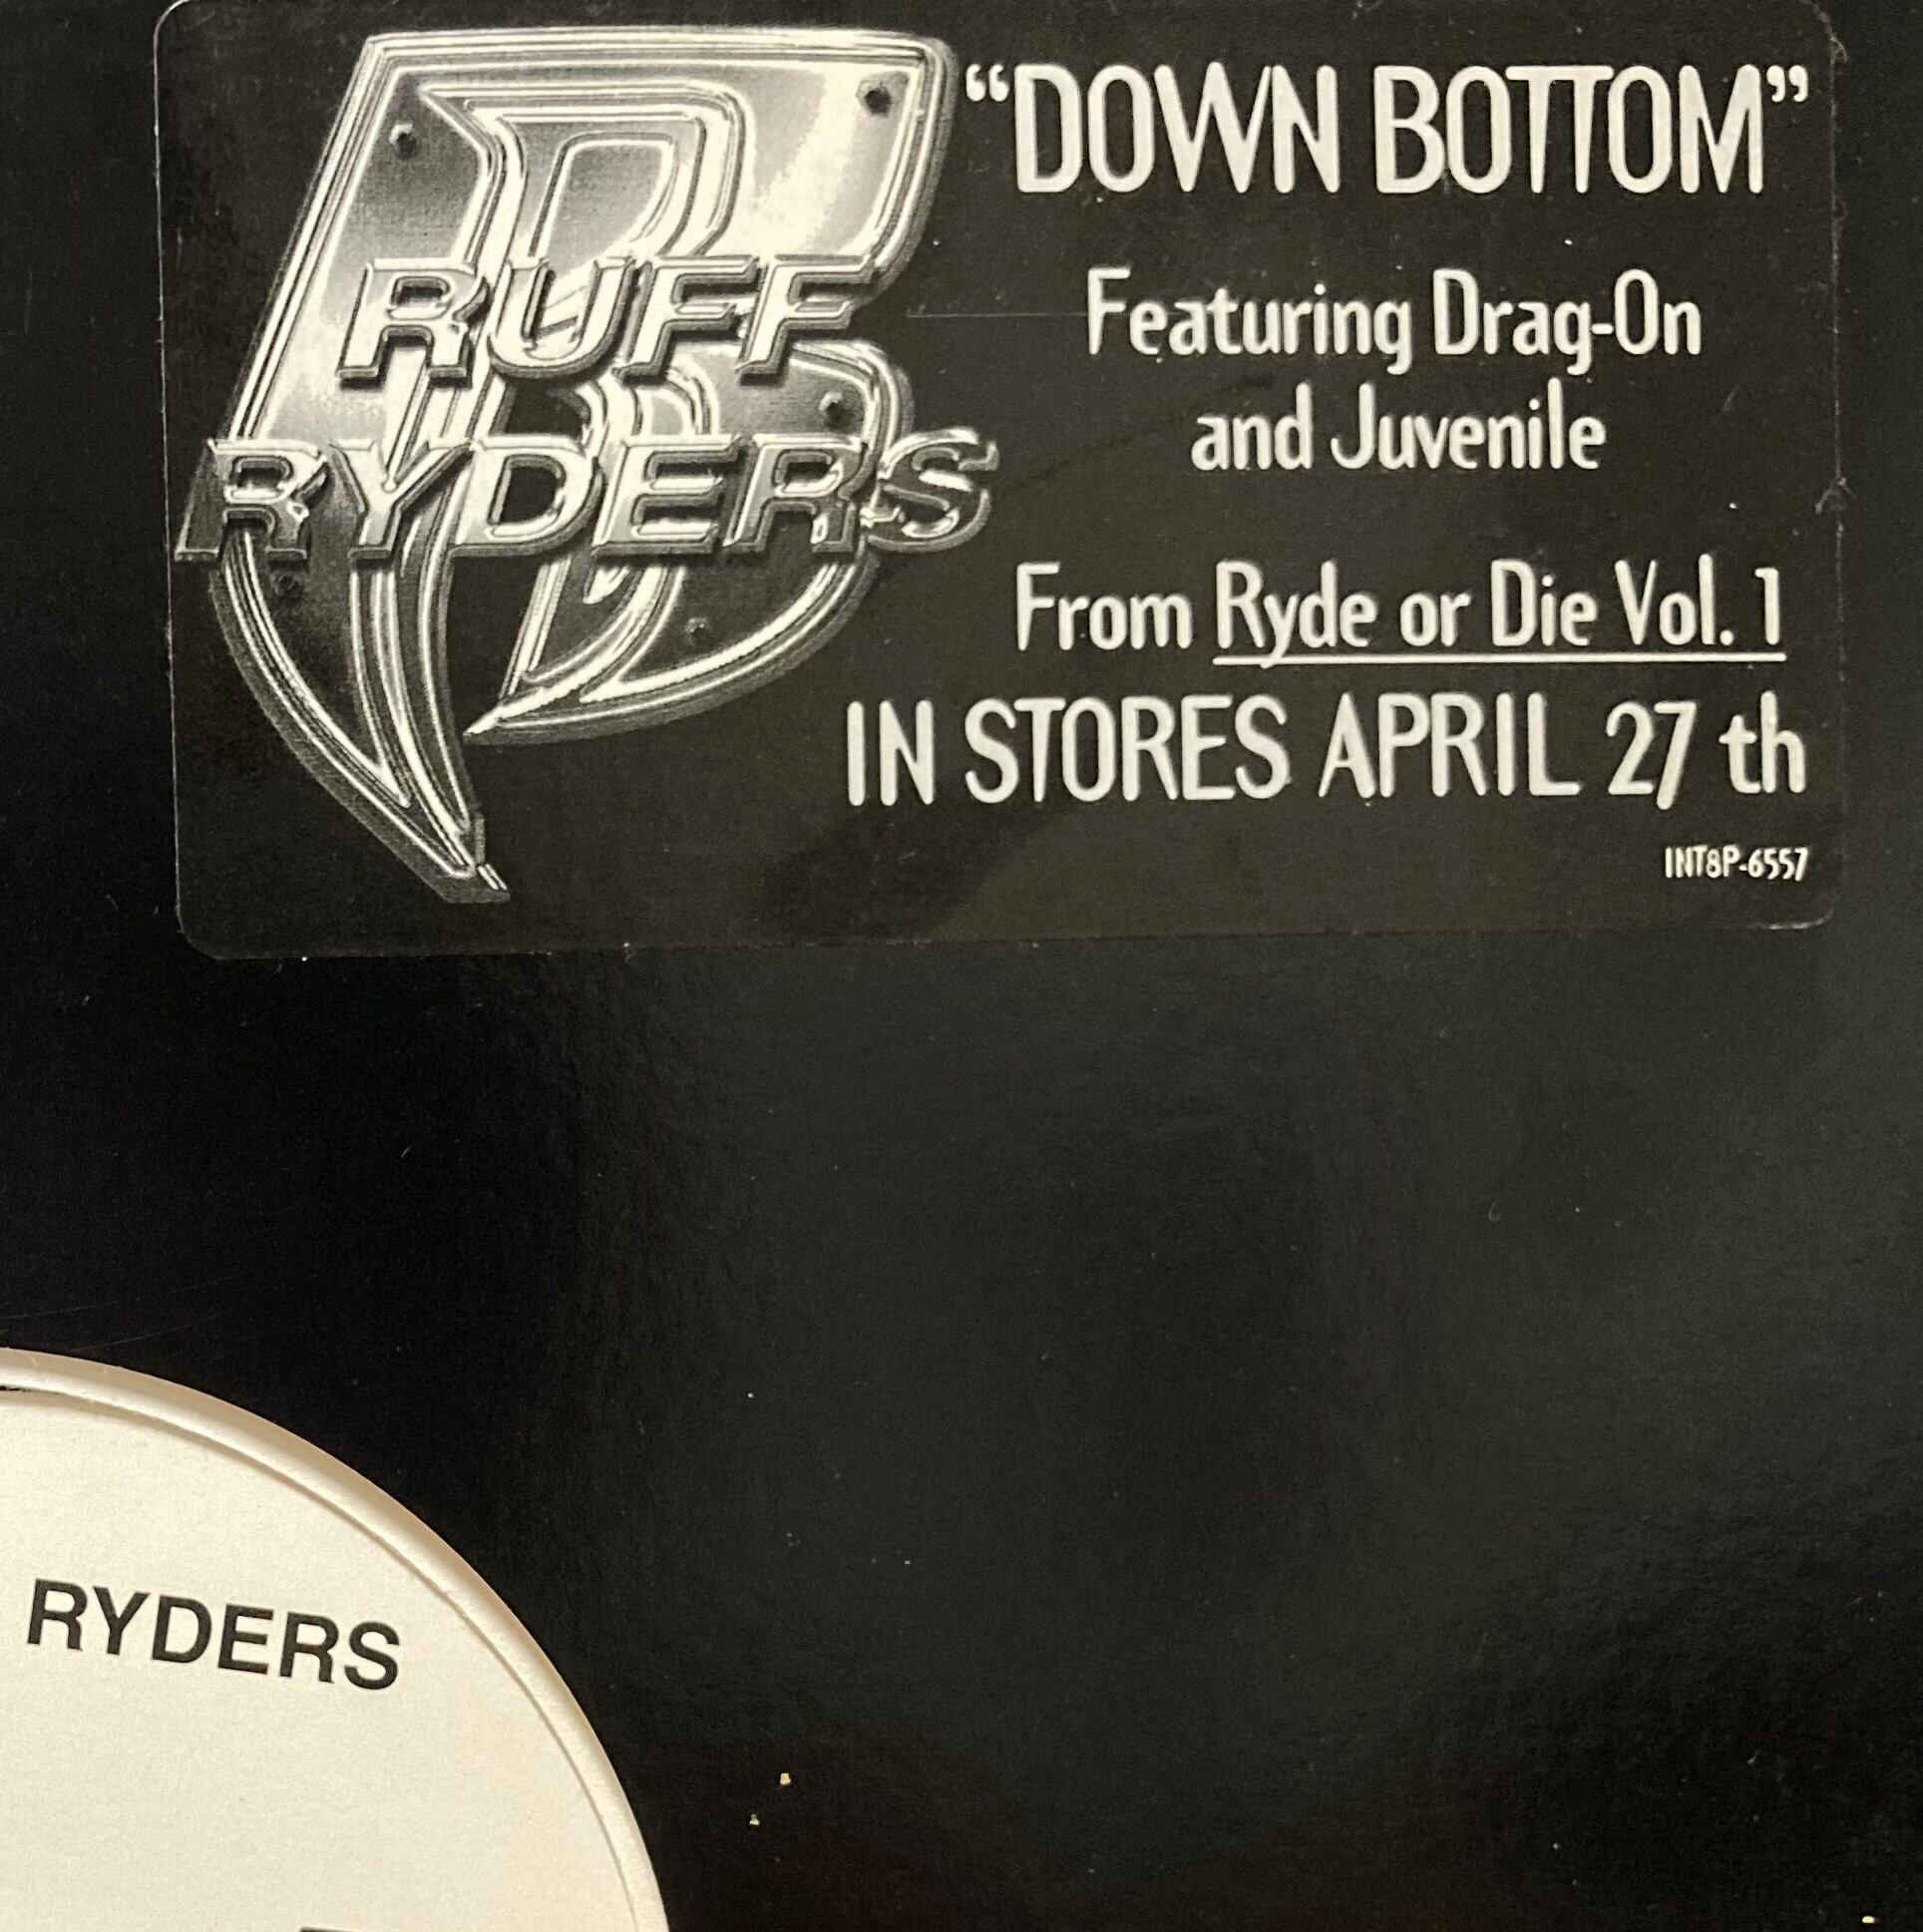 RUFF
RYDERS
“DOWN BOTTOM”
Featuring Drag-On
and Juvenile
From Ryde or Die Vol. 1
IN STORES APRIL 27 th
INT8P-6557
RYDERS